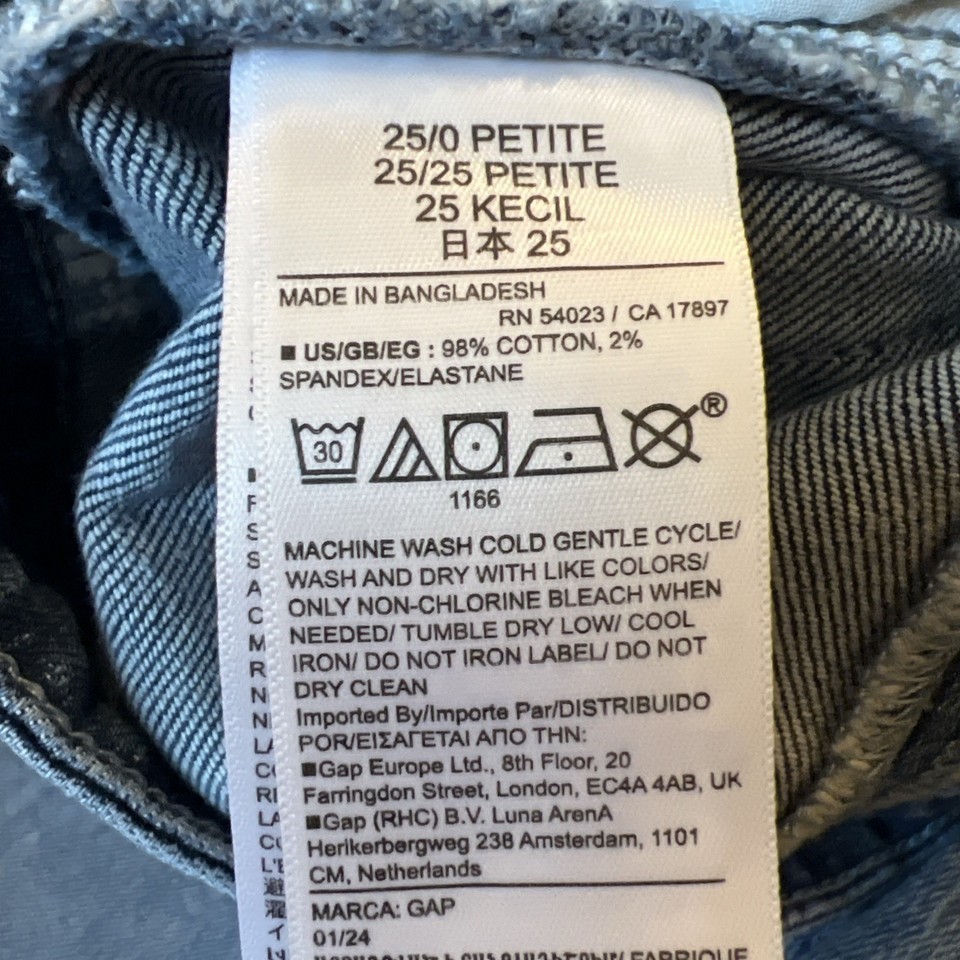 25/0 PETITE
25/25 PETITE
25 KECIL
日本 25
MADE IN BANGLADESH
RN 54023 / CA 17897
■ US/GB/EG : 98% COTTON, 2%
SPANDEX/ELASTANE
30
®
1166
MACHINE WASH COLD GENTLE CYCLE/
WASH AND DRY WITH LIKE COLORS/
ONLY NON-CHLORINE BLEACH WHEN
NEEDED/ TUMBLE DRY LOW/ COOL
IRON/ DO NOT IRON LABEL/ DO NOT
DRY CLEAN
Imported By/Importe Par/DISTRIBUIDO
POR/ΕΙΣΑΓΕΤΑΙ ΑΠΟ ΤΗΝ:
■Gap Europe Ltd., 8th Floor, 20
Farringdon Street, London, EC4A 4AB, UK
■Gap (RHC) B.V. Luna ArenA
Herikerbergweg 238 Amsterdam, 1101
CM, Netherlands
MARCA: GAP
01/24
FABRIQUE